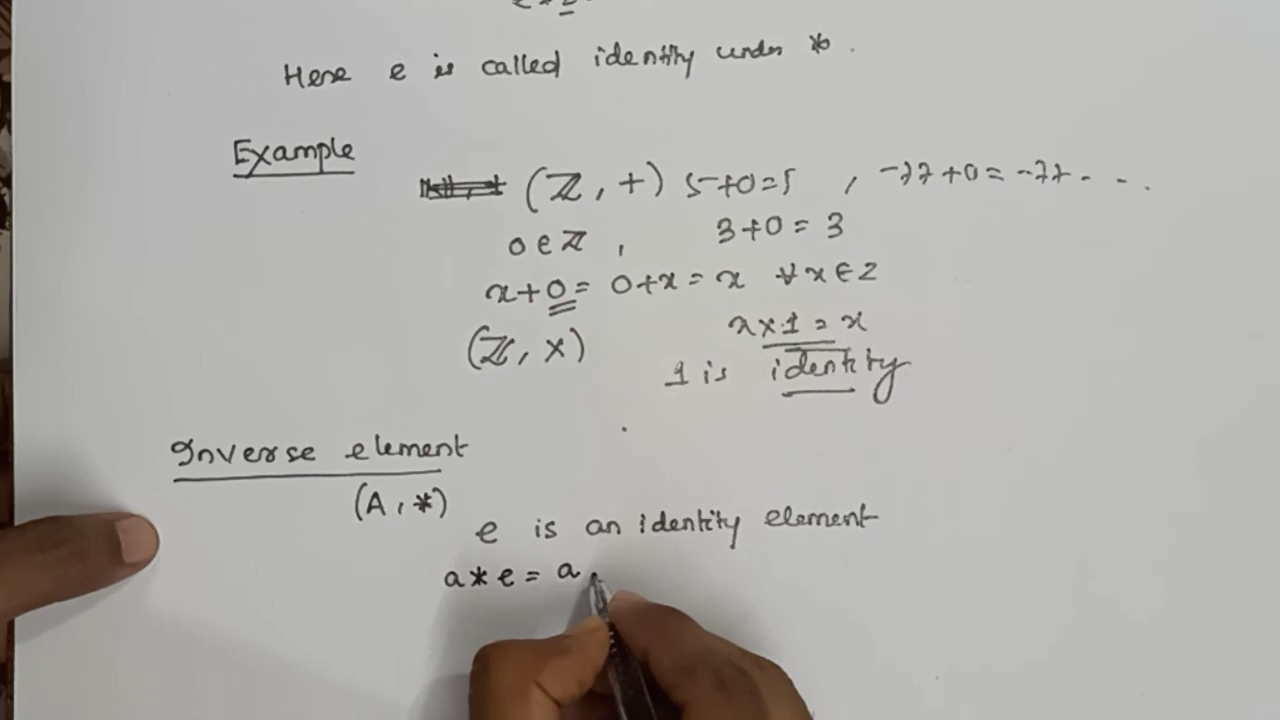 Here e is called identity under *.
Example
(ℤ, +) 5+0=5 , -77+0=-77- - .
0∈ℤ , 3+0=3
x+0=0+x=x ∀x∈Z
(ℤ, ×) x×1=x
1 is identity
Inverse element
(A, *)
e is an identity element
a*e=a